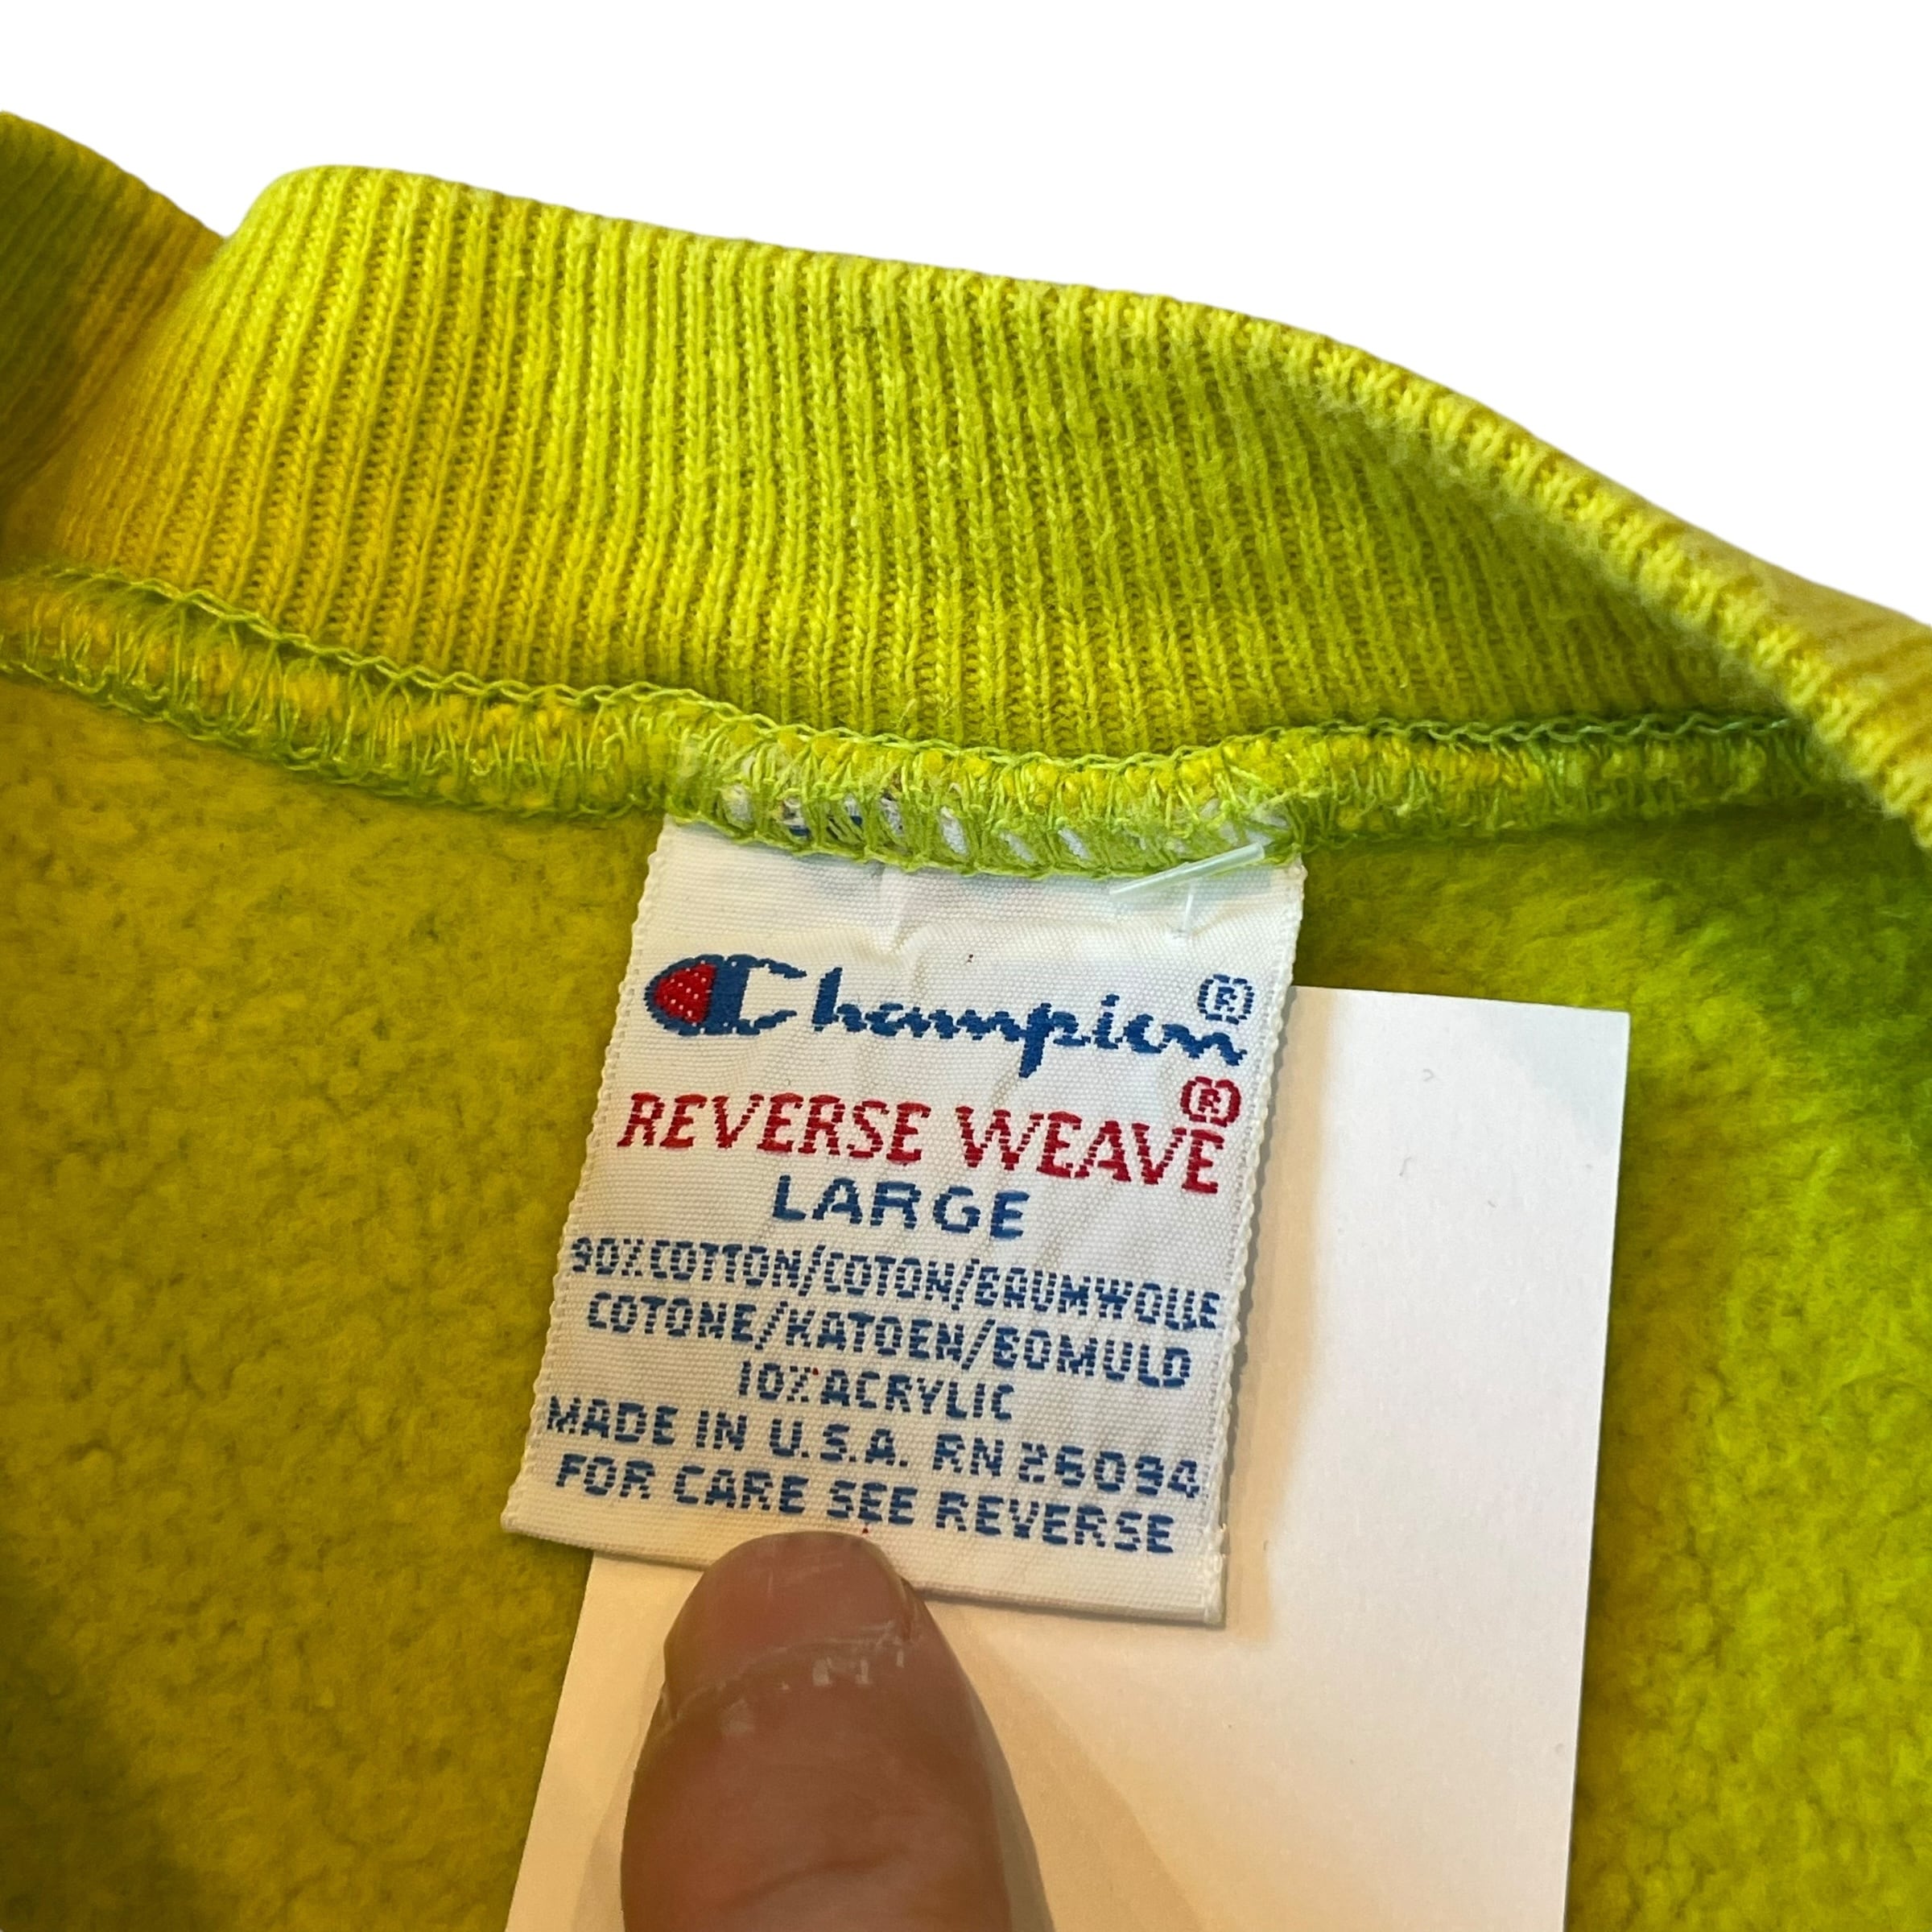 Champion®
REVERSE WEAVE®
LARGE
90% COTTON/COTON/BAUMWOLLE
COTONE/KATOEN/BOMULD
10% ACRYLIC
MADE IN U.S.A. RN 26094
FOR CARE SEE REVERSE